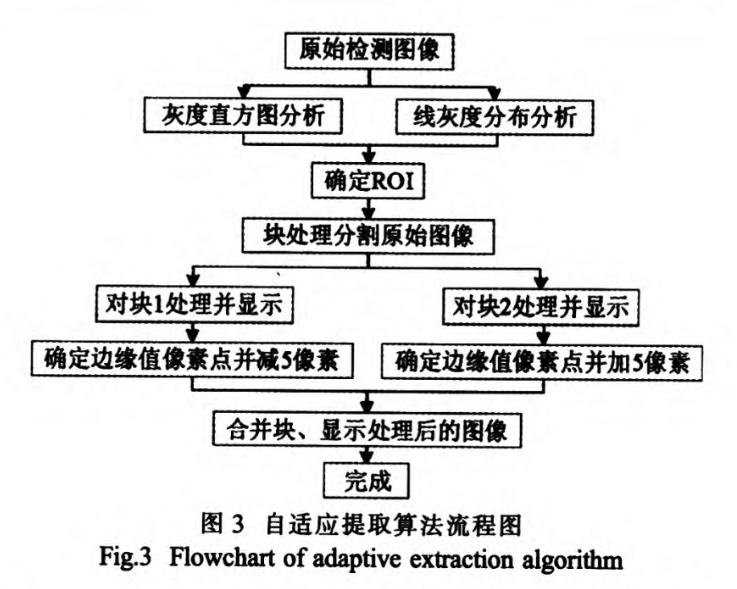 原始检测图像
灰度直方图分析
线灰度分布分析
确定ROI
块处理分割原始图像
对块1处理并显示
对块2处理并显示
确定边缘值像素点并减5像素
确定边缘值像素点并加5像素
合并块、显示处理后的图像
完成
图 3 自适应提取算法流程图
Fig.3 Flowchart of adaptive extraction algorithm